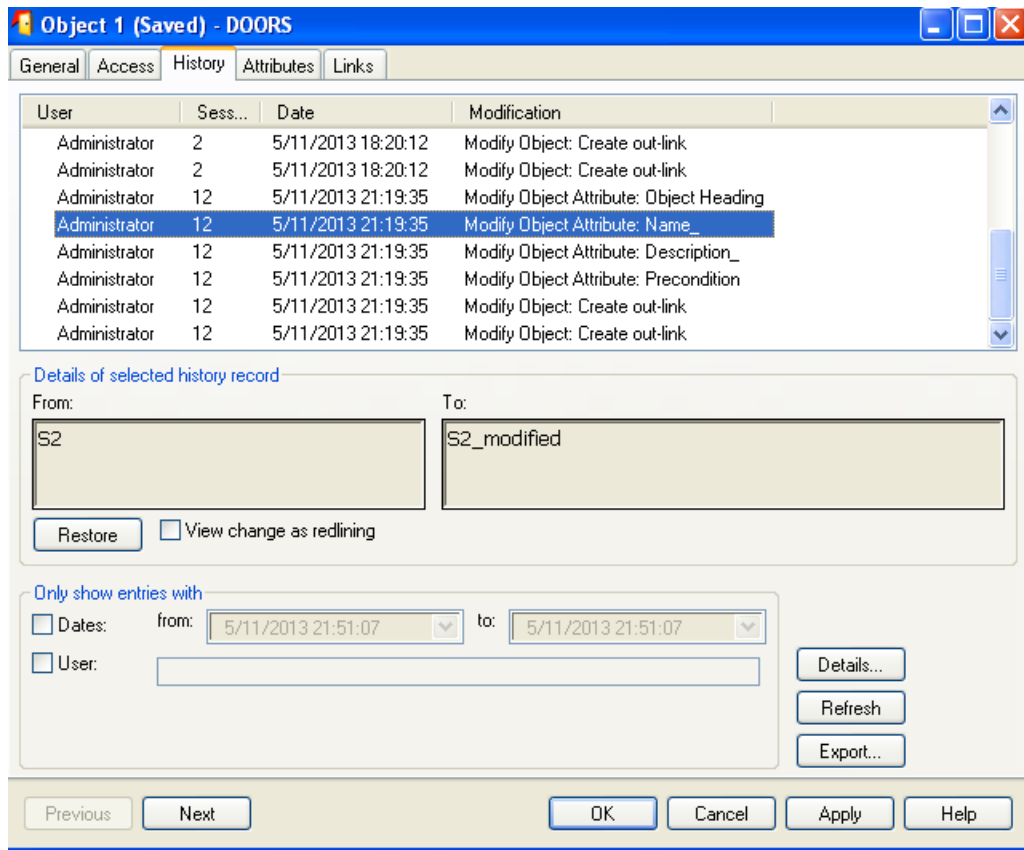 Object 1 (Saved) - DOORS
General Access History Attributes Links
User Sess... Date Modification
Administrator 2 5/11/2013 18:20:12 Modify Object: Create out-link
Administrator 2 5/11/2013 18:20:12 Modify Object: Create out-link
Administrator 12 5/11/2013 21:19:35 Modify Object Attribute: Object Heading
Administrator 12 5/11/2013 21:19:35 Modify Object Attribute: Name_
Administrator 12 5/11/2013 21:19:35 Modify Object Attribute: Description_
Administrator 12 5/11/2013 21:19:35 Modify Object Attribute: Precondition
Administrator 12 5/11/2013 21:19:35 Modify Object: Create out-link
Administrator 12 5/11/2013 21:19:35 Modify Object: Create out-link
Details of selected history record
From: To:
S2 S2_modified
Restore View change as redlining
Only show entries with
Dates: from: 5/11/2013 21:51:07 to: 5/11/2013 21:51:07
User: Details...
Refresh
Export...
Previous Next OK Cancel Apply Help